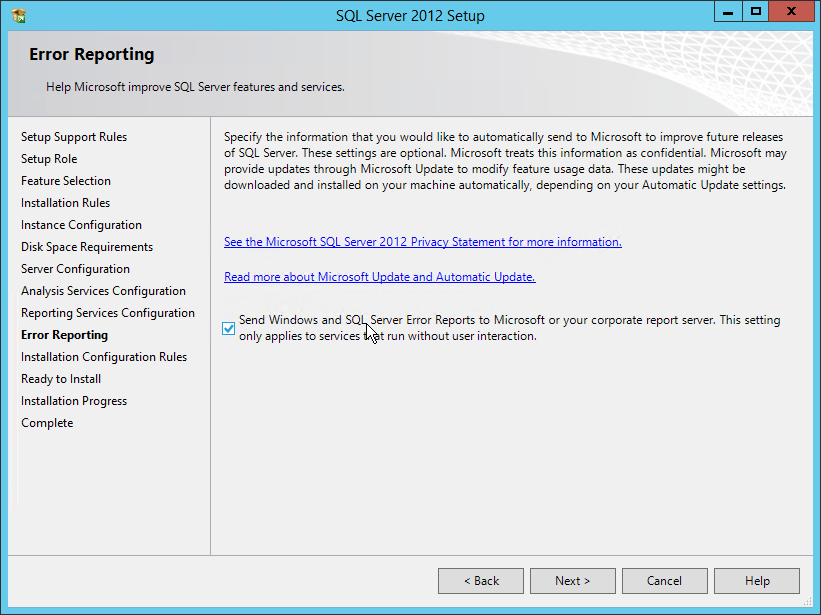 SQL Server 2012 Setup
Error Reporting
Help Microsoft improve SQL Server features and services.
Setup Support Rules
Setup Role
Feature Selection
Installation Rules
Instance Configuration
Disk Space Requirements
Server Configuration
Analysis Services Configuration
Reporting Services Configuration
Error Reporting
Installation Configuration Rules
Ready to Install
Installation Progress
Complete
Specify the information that you would like to automatically send to Microsoft to improve future releases
of SQL Server. These settings are optional. Microsoft treats this information as confidential. Microsoft may
provide updates through Microsoft Update to modify feature usage data. These updates might be
downloaded and installed on your machine automatically, depending on your Automatic Update settings.
See the Microsoft SQL Server 2012 Privacy Statement for more information.
Read more about Microsoft Update and Automatic Update.
Send Windows and SQL Server Error Reports to Microsoft or your corporate report server. This setting
only applies to services that run without user interaction.
< Back
Next >
Cancel
Help